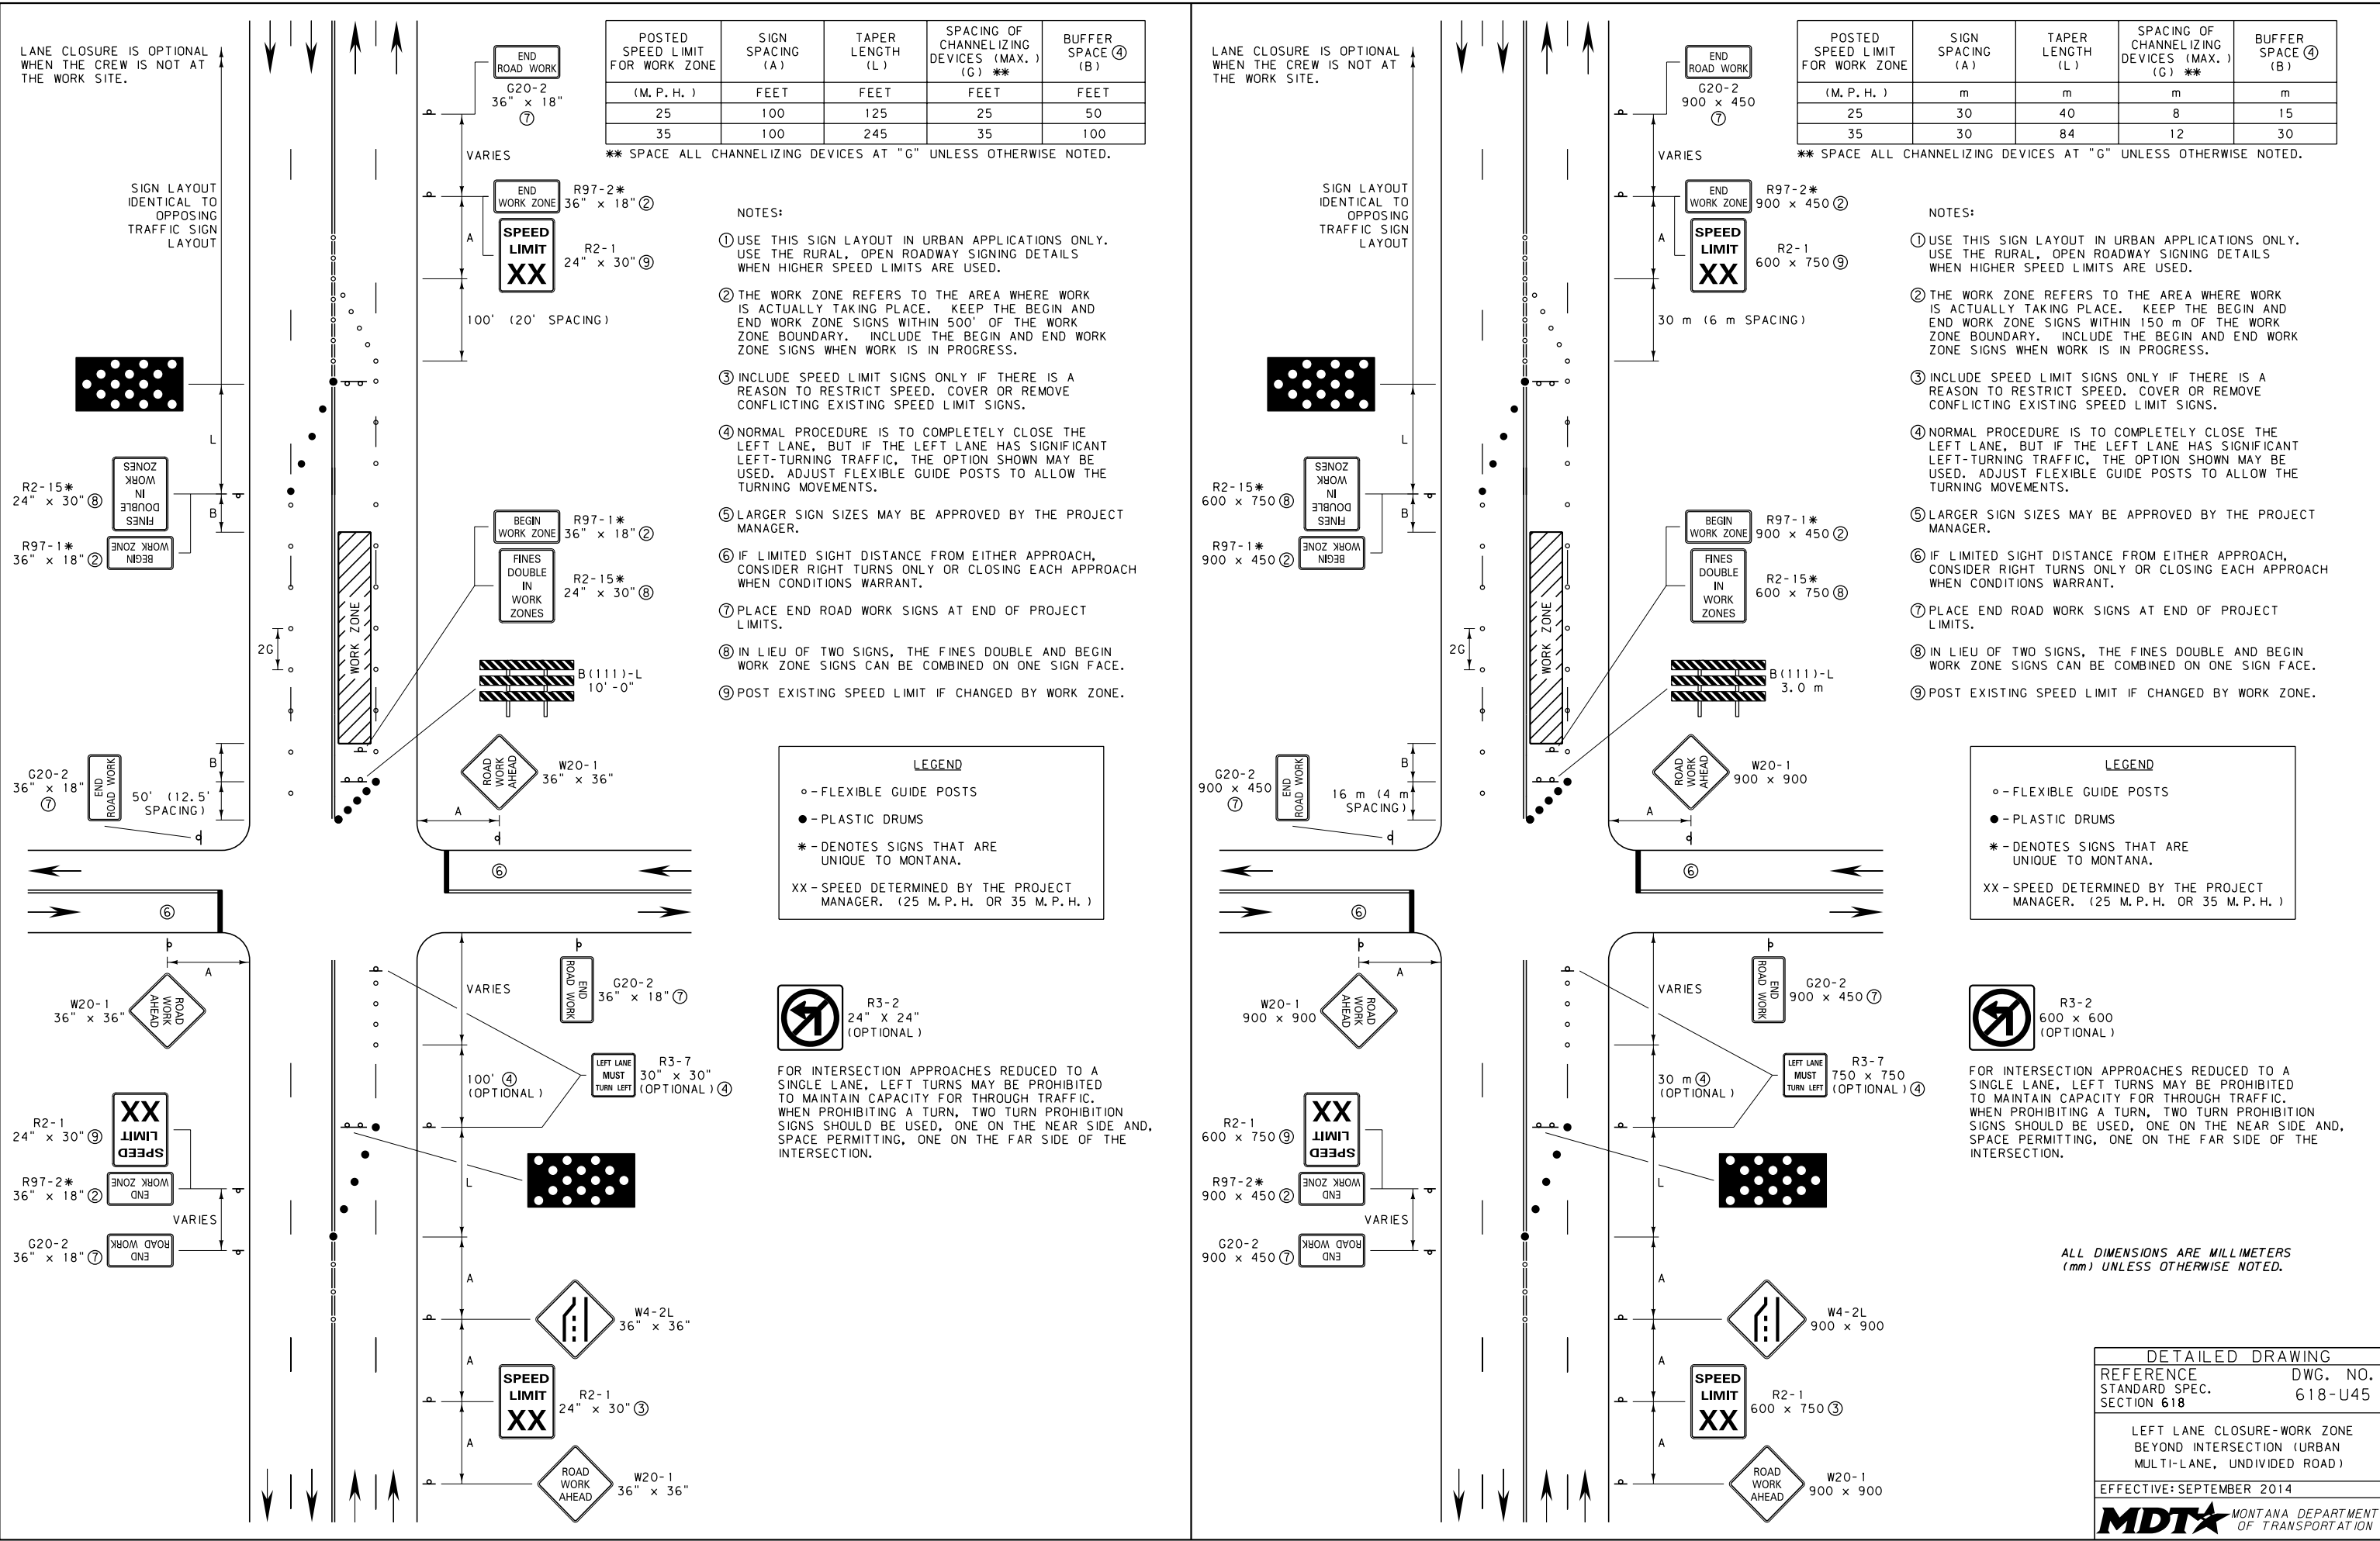 LANE CLOSURE IS OPTIONAL
WHEN THE CREW IS NOT AT
THE WORK SITE.
SIGN LAYOUT
IDENTICAL TO
OPPOSING
TRAFFIC SIGN
LAYOUT
END
ROAD WORK
G20-2
36" x 18"
⑦
VARIES
END
WORK ZONE
R97-2*
36" x 18" ②
SPEED
LIMIT
XX
R2-1
24" x 30" ⑨
A
100' (20' SPACING)
L
R2-15*
24" x 30" ⑧
FINES
DOUBLE
IN
WORK
ZONES
B
R97-1*
36" x 18" ②
BEGIN
WORK ZONE
BEGIN
WORK ZONE
R97-1*
36" x 18" ②
FINES
DOUBLE
IN
WORK
ZONES
R2-15*
24" x 30" ⑧
WORK ZONE
2G
B(111)-L
10'-0"
B
G20-2
36" x 18"
⑦
END
ROAD WORK
50' (12.5'
SPACING)
ROAD
WORK
AHEAD
W20-1
36" x 36"
A
⑥
⑥
A
W20-1
36" x 36"
ROAD
WORK
AHEAD
VARIES
END
ROAD WORK
G20-2
36" x 18" ⑦
100' ④
(OPTIONAL)
LEFT LANE
MUST
TURN LEFT
R3-7
30" x 30"
(OPTIONAL) ④
R2-1
24" x 30" ⑨
SPEED
LIMIT
XX
R97-2*
36" x 18" ②
END
WORK ZONE
VARIES
G20-2
36" x 18" ⑦
END
ROAD WORK
L
A
W4-2L
36" x 36"
A
SPEED
LIMIT
XX
R2-1
24" x 30" ③
A
ROAD
WORK
AHEAD
W20-1
36" x 36"
POSTED SPEED LIMIT FOR WORK ZONE | SIGN SPACING (A) | TAPER LENGTH (L) | SPACING OF CHANNELIZING DEVICES (MAX.) (G) ** | BUFFER SPACE ④ (B)
(M.P.H.) FEET FEET FEET FEET
25 100 125 25 50
35 100 245 35 100
** SPACE ALL CHANNELIZING DEVICES AT "G" UNLESS OTHERWISE NOTED.
NOTES:
① USE THIS SIGN LAYOUT IN URBAN APPLICATIONS ONLY.
USE THE RURAL, OPEN ROADWAY SIGNING DETAILS
WHEN HIGHER SPEED LIMITS ARE USED.
② THE WORK ZONE REFERS TO THE AREA WHERE WORK
IS ACTUALLY TAKING PLACE. KEEP THE BEGIN AND
END WORK ZONE SIGNS WITHIN 500' OF THE WORK
ZONE BOUNDARY. INCLUDE THE BEGIN AND END WORK
ZONE SIGNS WHEN WORK IS IN PROGRESS.
③ INCLUDE SPEED LIMIT SIGNS ONLY IF THERE IS A
REASON TO RESTRICT SPEED. COVER OR REMOVE
CONFLICTING EXISTING SPEED LIMIT SIGNS.
④ NORMAL PROCEDURE IS TO COMPLETELY CLOSE THE
LEFT LANE, BUT IF THE LEFT LANE HAS SIGNIFICANT
LEFT-TURNING TRAFFIC, THE OPTION SHOWN MAY BE
USED. ADJUST FLEXIBLE GUIDE POSTS TO ALLOW THE
TURNING MOVEMENTS.
⑤ LARGER SIGN SIZES MAY BE APPROVED BY THE PROJECT
MANAGER.
⑥ IF LIMITED SIGHT DISTANCE FROM EITHER APPROACH,
CONSIDER RIGHT TURNS ONLY OR CLOSING EACH APPROACH
WHEN CONDITIONS WARRANT.
⑦ PLACE END ROAD WORK SIGNS AT END OF PROJECT
LIMITS.
⑧ IN LIEU OF TWO SIGNS, THE FINES DOUBLE AND BEGIN
WORK ZONE SIGNS CAN BE COMBINED ON ONE SIGN FACE.
⑨ POST EXISTING SPEED LIMIT IF CHANGED BY WORK ZONE.
LEGEND
○ - FLEXIBLE GUIDE POSTS
● - PLASTIC DRUMS
* - DENOTES SIGNS THAT ARE
UNIQUE TO MONTANA.
XX - SPEED DETERMINED BY THE PROJECT
MANAGER. (25 M.P.H. OR 35 M.P.H.)
R3-2
24" X 24"
(OPTIONAL)
FOR INTERSECTION APPROACHES REDUCED TO A
SINGLE LANE, LEFT TURNS MAY BE PROHIBITED
TO MAINTAIN CAPACITY FOR THROUGH TRAFFIC.
WHEN PROHIBITING A TURN, TWO TURN PROHIBITION
SIGNS SHOULD BE USED, ONE ON THE NEAR SIDE AND,
SPACE PERMITTING, ONE ON THE FAR SIDE OF THE
INTERSECTION.
LANE CLOSURE IS OPTIONAL
WHEN THE CREW IS NOT AT
THE WORK SITE.
SIGN LAYOUT
IDENTICAL TO
OPPOSING
TRAFFIC SIGN
LAYOUT
END
ROAD WORK
G20-2
900 x 450
⑦
VARIES
END
WORK ZONE
R97-2*
900 x 450 ②
SPEED
LIMIT
XX
R2-1
600 x 750 ⑨
A
30 m (6 m SPACING)
L
R2-15*
600 x 750 ⑧
FINES
DOUBLE
IN
WORK
ZONES
B
R97-1*
900 x 450 ②
BEGIN
WORK ZONE
BEGIN
WORK ZONE
R97-1*
900 x 450 ②
FINES
DOUBLE
IN
WORK
ZONES
R2-15*
600 x 750 ⑧
WORK ZONE
2G
B(111)-L
3.0 m
B
G20-2
900 x 450
⑦
END
ROAD WORK
16 m (4 m
SPACING)
ROAD
WORK
AHEAD
W20-1
900 x 900
A
⑥
⑥
A
W20-1
900 x 900
ROAD
WORK
AHEAD
VARIES
END
ROAD WORK
G20-2
900 x 450 ⑦
30 m ④
(OPTIONAL)
LEFT LANE
MUST
TURN LEFT
R3-7
750 x 750
(OPTIONAL) ④
R2-1
600 x 750 ⑨
SPEED
LIMIT
XX
R97-2*
900 x 450 ②
END
WORK ZONE
VARIES
G20-2
900 x 450 ⑦
END
ROAD WORK
L
A
W4-2L
900 x 900
A
SPEED
LIMIT
XX
R2-1
600 x 750 ③
A
ROAD
WORK
AHEAD
W20-1
900 x 900
POSTED SPEED LIMIT FOR WORK ZONE | SIGN SPACING (A) | TAPER LENGTH (L) | SPACING OF CHANNELIZING DEVICES (MAX.) (G) ** | BUFFER SPACE ④ (B)
(M.P.H.) m m m m
25 30 40 8 15
35 30 84 12 30
** SPACE ALL CHANNELIZING DEVICES AT "G" UNLESS OTHERWISE NOTED.
NOTES:
① USE THIS SIGN LAYOUT IN URBAN APPLICATIONS ONLY.
USE THE RURAL, OPEN ROADWAY SIGNING DETAILS
WHEN HIGHER SPEED LIMITS ARE USED.
② THE WORK ZONE REFERS TO THE AREA WHERE WORK
IS ACTUALLY TAKING PLACE. KEEP THE BEGIN AND
END WORK ZONE SIGNS WITHIN 150 m OF THE WORK
ZONE BOUNDARY. INCLUDE THE BEGIN AND END WORK
ZONE SIGNS WHEN WORK IS IN PROGRESS.
③ INCLUDE SPEED LIMIT SIGNS ONLY IF THERE IS A
REASON TO RESTRICT SPEED. COVER OR REMOVE
CONFLICTING EXISTING SPEED LIMIT SIGNS.
④ NORMAL PROCEDURE IS TO COMPLETELY CLOSE THE
LEFT LANE, BUT IF THE LEFT LANE HAS SIGNIFICANT
LEFT-TURNING TRAFFIC, THE OPTION SHOWN MAY BE
USED. ADJUST FLEXIBLE GUIDE POSTS TO ALLOW THE
TURNING MOVEMENTS.
⑤ LARGER SIGN SIZES MAY BE APPROVED BY THE PROJECT
MANAGER.
⑥ IF LIMITED SIGHT DISTANCE FROM EITHER APPROACH,
CONSIDER RIGHT TURNS ONLY OR CLOSING EACH APPROACH
WHEN CONDITIONS WARRANT.
⑦ PLACE END ROAD WORK SIGNS AT END OF PROJECT
LIMITS.
⑧ IN LIEU OF TWO SIGNS, THE FINES DOUBLE AND BEGIN
WORK ZONE SIGNS CAN BE COMBINED ON ONE SIGN FACE.
⑨ POST EXISTING SPEED LIMIT IF CHANGED BY WORK ZONE.
LEGEND
○ - FLEXIBLE GUIDE POSTS
● - PLASTIC DRUMS
* - DENOTES SIGNS THAT ARE
UNIQUE TO MONTANA.
XX - SPEED DETERMINED BY THE PROJECT
MANAGER. (25 M.P.H. OR 35 M.P.H.)
R3-2
600 x 600
(OPTIONAL)
FOR INTERSECTION APPROACHES REDUCED TO A
SINGLE LANE, LEFT TURNS MAY BE PROHIBITED
TO MAINTAIN CAPACITY FOR THROUGH TRAFFIC.
WHEN PROHIBITING A TURN, TWO TURN PROHIBITION
SIGNS SHOULD BE USED, ONE ON THE NEAR SIDE AND,
SPACE PERMITTING, ONE ON THE FAR SIDE OF THE
INTERSECTION.
ALL DIMENSIONS ARE MILLIMETERS
(mm) UNLESS OTHERWISE NOTED.
DETAILED DRAWING
REFERENCE DWG. NO.
STANDARD SPEC. 618-U45
SECTION 618
LEFT LANE CLOSURE-WORK ZONE
BEYOND INTERSECTION (URBAN
MULTI-LANE, UNDIVIDED ROAD)
EFFECTIVE: SEPTEMBER 2014
MDT MONTANA DEPARTMENT
OF TRANSPORTATION